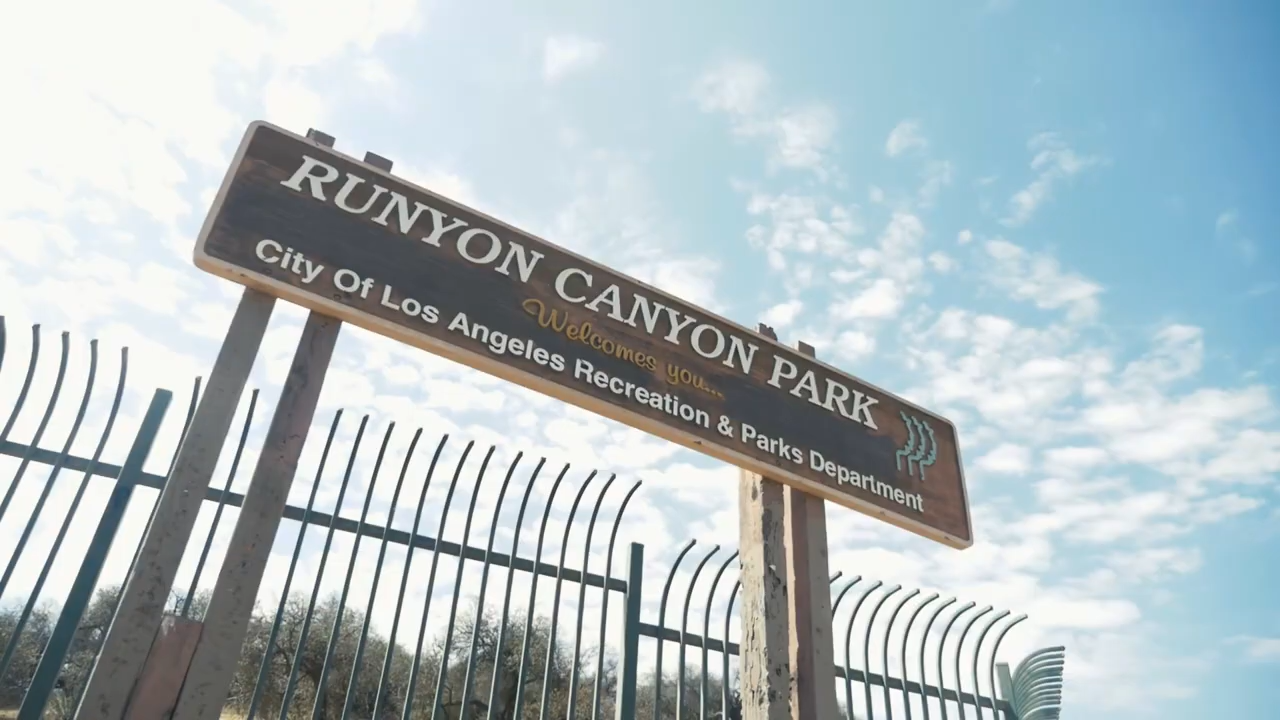 RUNYON CANYON PARK
Welcomes you...
City Of Los Angeles Recreation & Parks Department